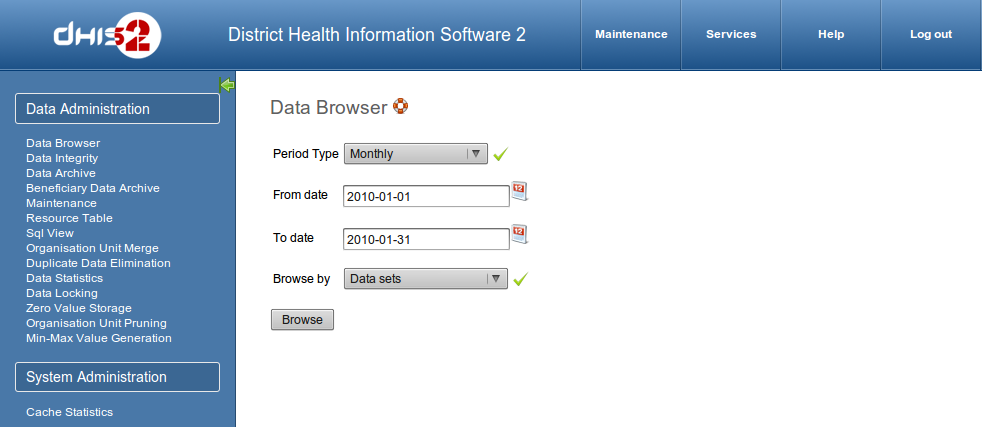 dhis2
District Health Information Software 2
Maintenance
Services
Help
Log out
Data Administration
Data Browser
Data Integrity
Data Archive
Beneficiary Data Archive
Maintenance
Resource Table
Sql View
Organisation Unit Merge
Duplicate Data Elimination
Data Statistics
Data Locking
Zero Value Storage
Organisation Unit Pruning
Min-Max Value Generation
System Administration
Cache Statistics
Data Browser
Period Type Monthly
From date 2010-01-01 12
To date 2010-01-31 12
Browse by Data sets
Browse